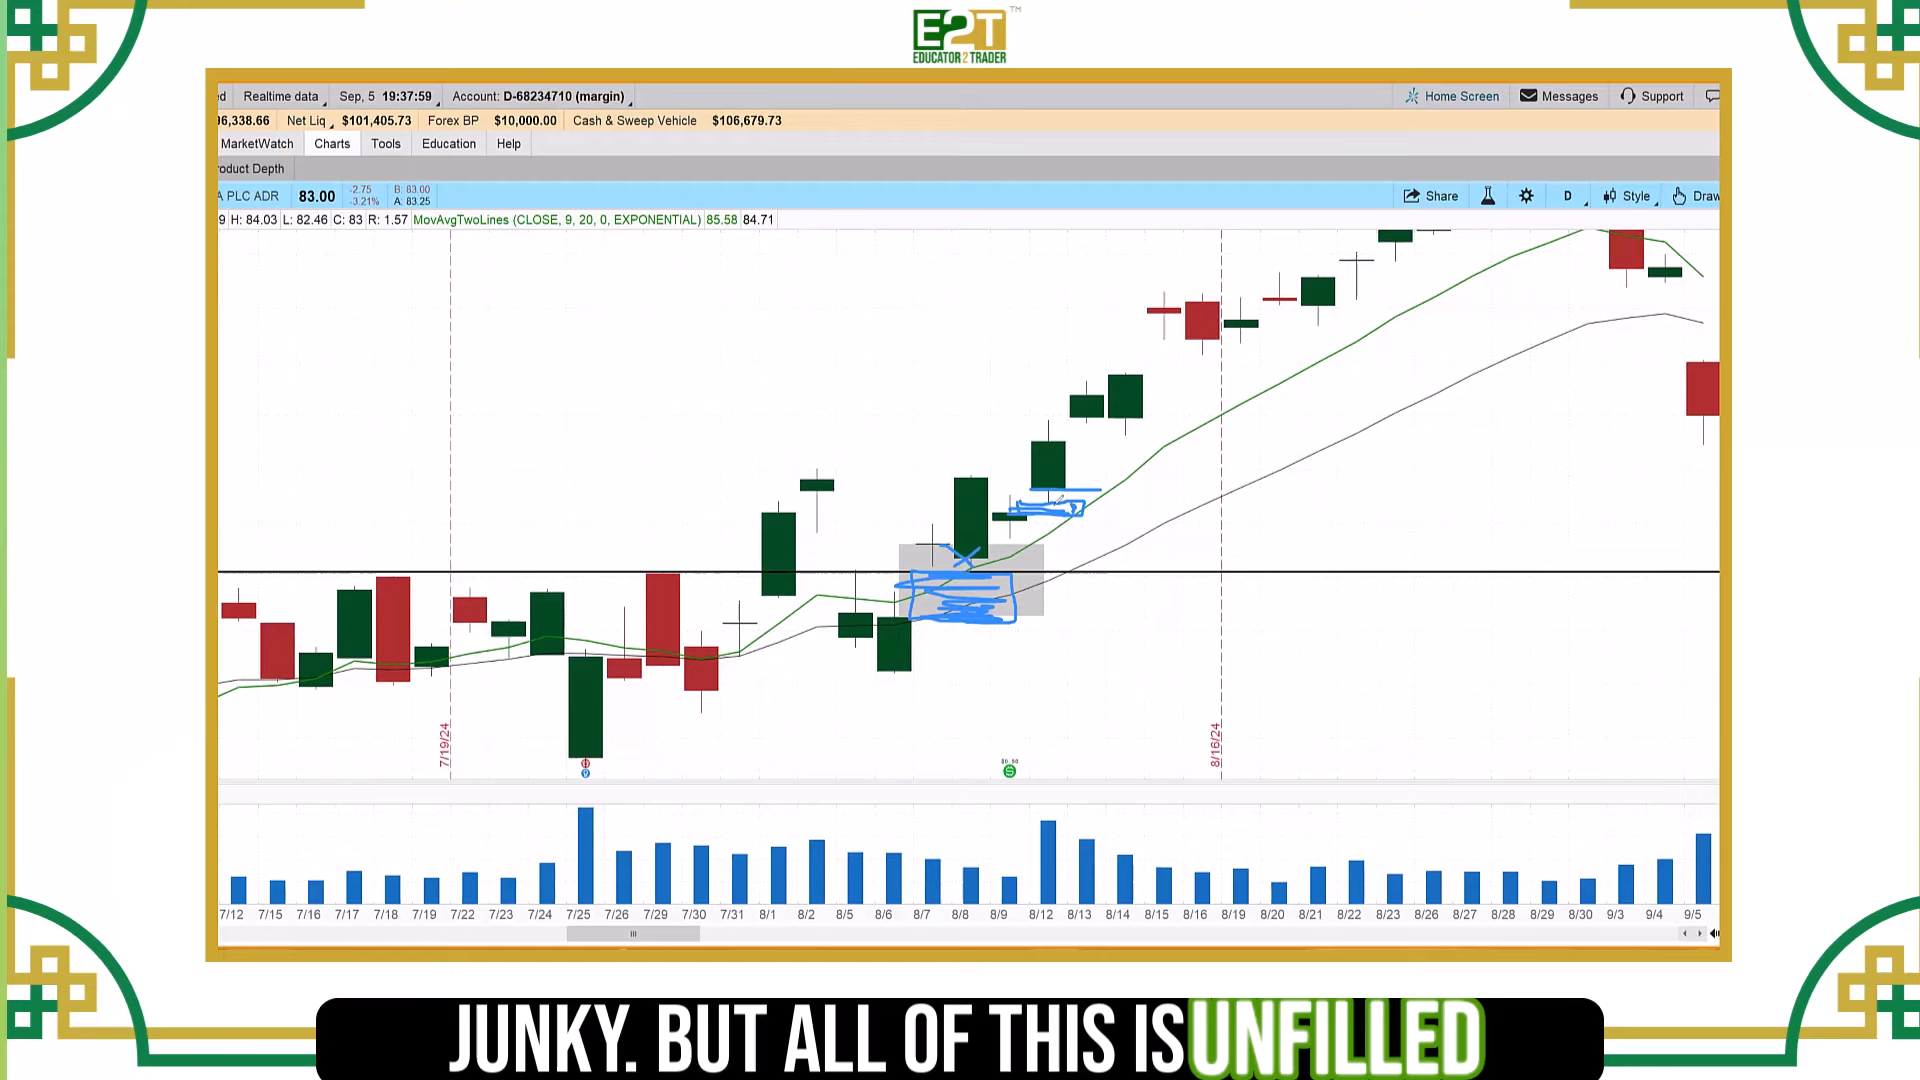 E2T TM
EDUCATOR2TRADER
ed Realtime data Sep, 5 19:37:59 Account: D-68234710 (margin) Home Screen Messages Support
6,338.66 Net Liq $101,405.73 Forex BP $10,000.00 Cash & Sweep Vehicle $106,679.73
MarketWatch Charts Tools Education Help
roduct Depth
A PLC ADR 83.00 -2.75 B: 83.00 Share D Style Draw
-3.21% A: 83.25
9 H: 84.03 L: 82.46 C: 83 R: 1.57 MovAvgTwoLines (CLOSE, 9, 20, 0, EXPONENTIAL) 85.58 84.71
7/19/24
8/16/24
7/12 7/15 7/16 7/17 7/18 7/19 7/22 7/23 7/24 7/25 7/26 7/29 7/30 7/31 8/1 8/2 8/5 8/6 8/7 8/8 8/9 8/12 8/13 8/14 8/15 8/16 8/19 8/20 8/21 8/22 8/23 8/26 8/27 8/28 8/29 8/30 9/3 9/4 9/5
JUNKY. BUT ALL OF THIS IS UNFILLED